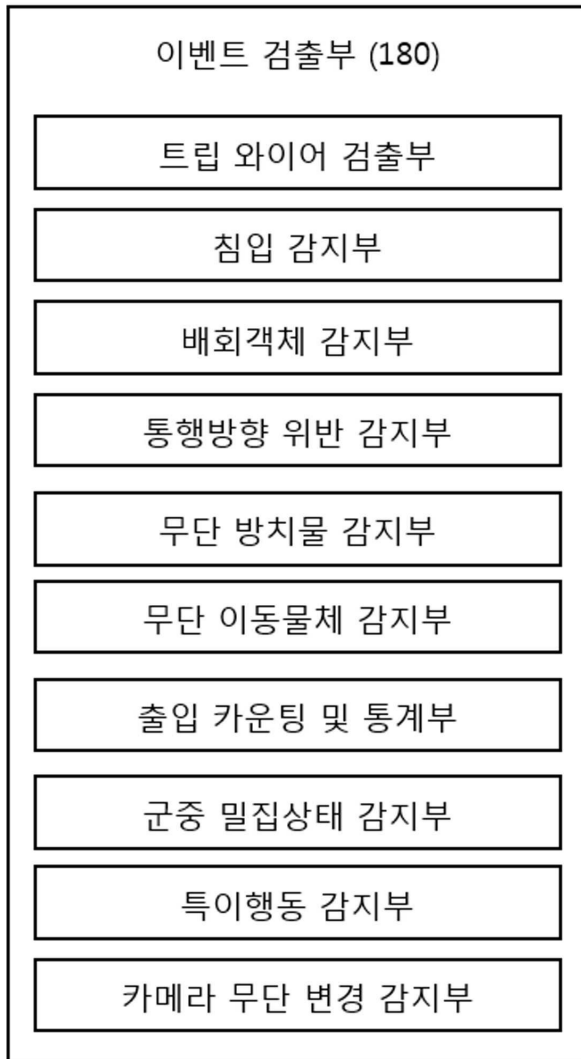 이벤트 검출부 (180)
트립 와이어 검출부
침입 감지부
배회객체 감지부
통행방향 위반 감지부
무단 방치물 감지부
무단 이동물체 감지부
출입 카운팅 및 통계부
군중 밀집상태 감지부
특이행동 감지부
카메라 무단 변경 감지부